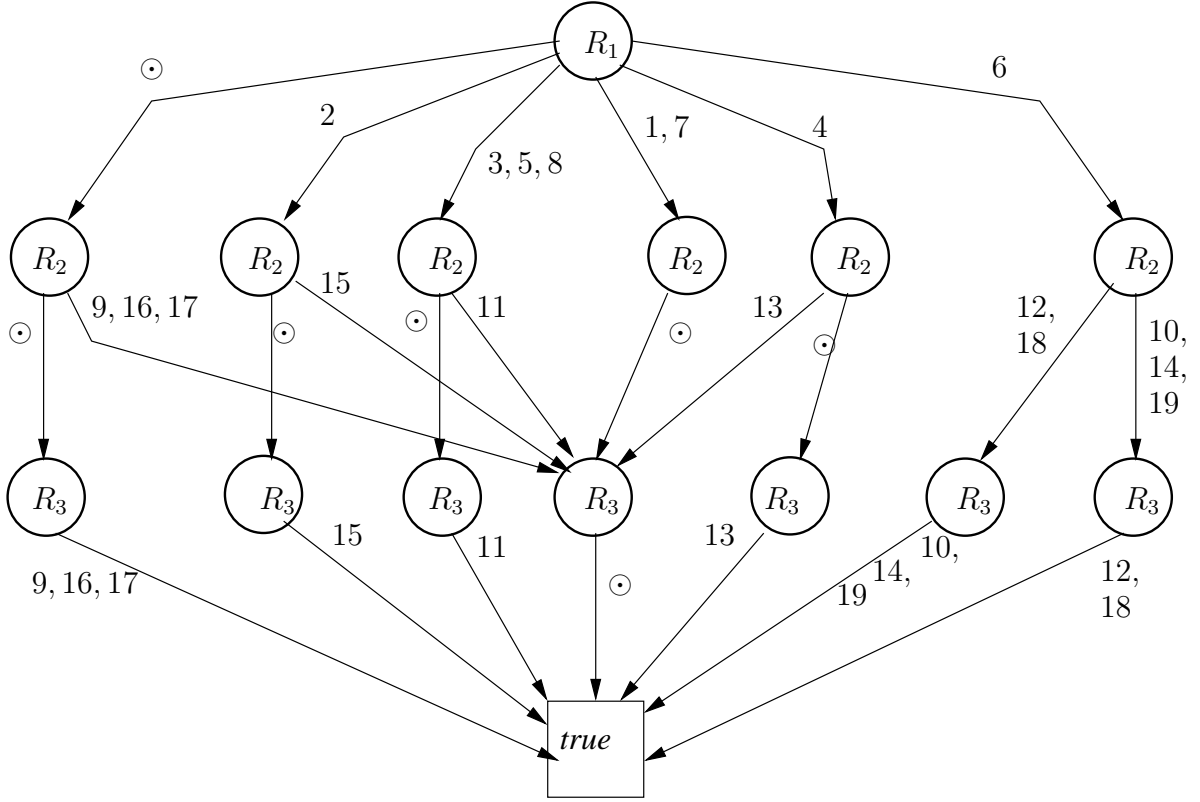 R₁
⊙
6
2
1, 7
4
3, 5, 8
R₂
R₂
R₂
R₂
R₂
R₂
⊙
9, 16, 17
⊙
15
⊙
11
⊙
13
⊙
12,
18
10,
14,
19
R₃
R₃
R₃
R₃
R₃
R₃
R₃
9, 16, 17
15
11
⊙
13
10,
14,
19
12,
18
true